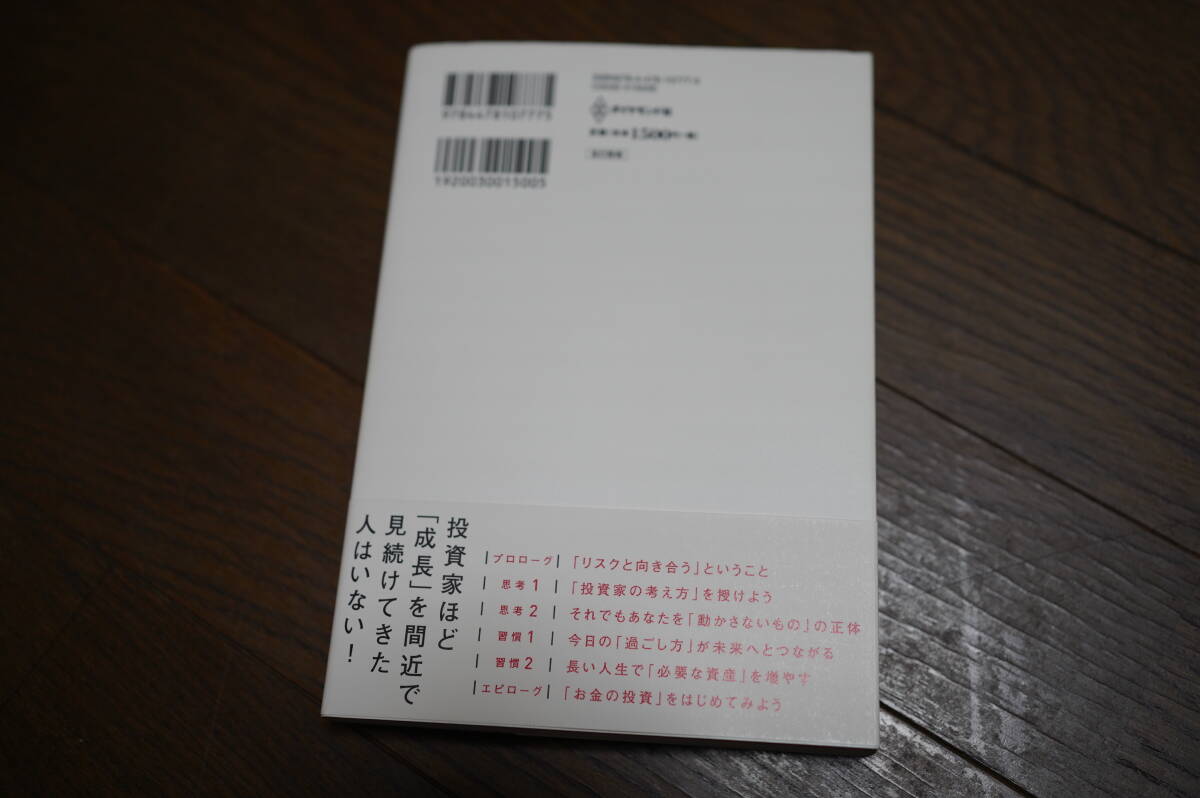 9784478107775
1920030015005
ダイヤモンド社
定価(本体1500円+税)
投資家ほど
「成長」を間近で
見続けてきた
人はいない!
プロローグ 「リスクと向き合う」ということ
思考1 「投資家の考え方」を授けよう
思考2 それでもあなたを「動かさないもの」の正体
習慣1 今日の「過ごし方」が未来へとつながる
習慣2 長い人生で「必要な資産」を増やす
エピローグ 「お金の投資」をはじめてみよう